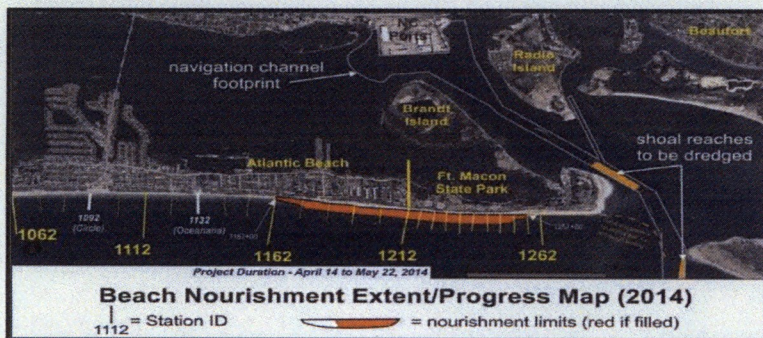 NC
Ports
Beaufort
Radio
Island
navigation channel
footprint
Brandt
Island
shoal reaches
to be dredged
Atlantic Beach
Ft. Macon
State Park
1092
(Circle)
1132
(Oceanana)
1062
1112
1162
1212
1262
Project Duration - April 14 to May 22, 2014
Beach Nourishment Extent/Progress Map (2014)
1112 = Station ID
= nourishment limits (red if filled)